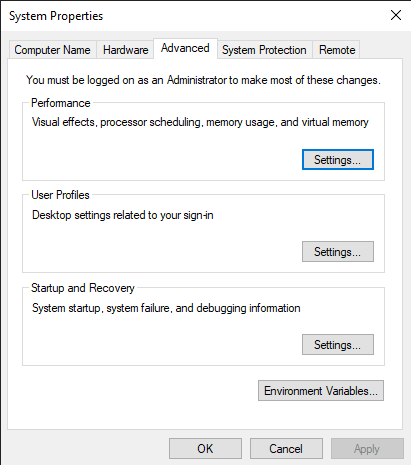 System Properties
Computer Name Hardware Advanced System Protection Remote
You must be logged on as an Administrator to make most of these changes.
Performance
Visual effects, processor scheduling, memory usage, and virtual memory
Settings...
User Profiles
Desktop settings related to your sign-in
Settings...
Startup and Recovery
System startup, system failure, and debugging information
Settings...
Environment Variables...
OK Cancel Apply